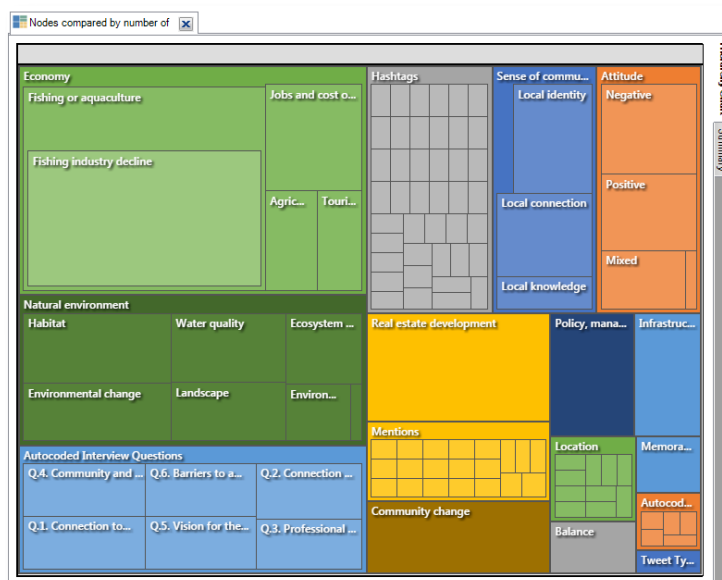 Nodes compared by number of
Economy
Fishing or aquaculture
Fishing industry decline
Jobs and cost o...
Agric...
Touri...
Natural environment
Habitat
Water quality
Ecosystem ...
Environmental change
Landscape
Environ...
Autocoded Interview Questions
Q.4. Community and ...
Q.6. Barriers to a...
Q.2. Connection ...
Q.1. Connection to...
Q.5. Vision for the...
Q.3. Professional ...
Hashtags
Sense of commu...
Local identity
Local connection
Local knowledge
Attitude
Negative
Positive
Mixed
Real estate development
Mentions
Community change
Policy, mana...
Infrastruc...
Location
Memora...
Balance
Autocod...
Tweet Ty...
Summary